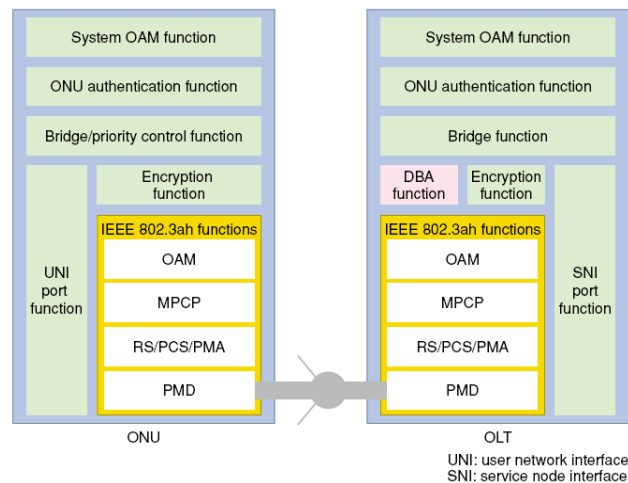 System OAM function
ONU authentication function
Bridge/priority control function
UNI
port
function
Encryption
function
IEEE 802.3ah functions
OAM
MPCP
RS/PCS/PMA
PMD
ONU
System OAM function
ONU authentication function
Bridge function
DBA
function
Encryption
function
IEEE 802.3ah functions
OAM
MPCP
RS/PCS/PMA
PMD
SNI
port
function
OLT
UNI: user network interface
SNI: service node interface